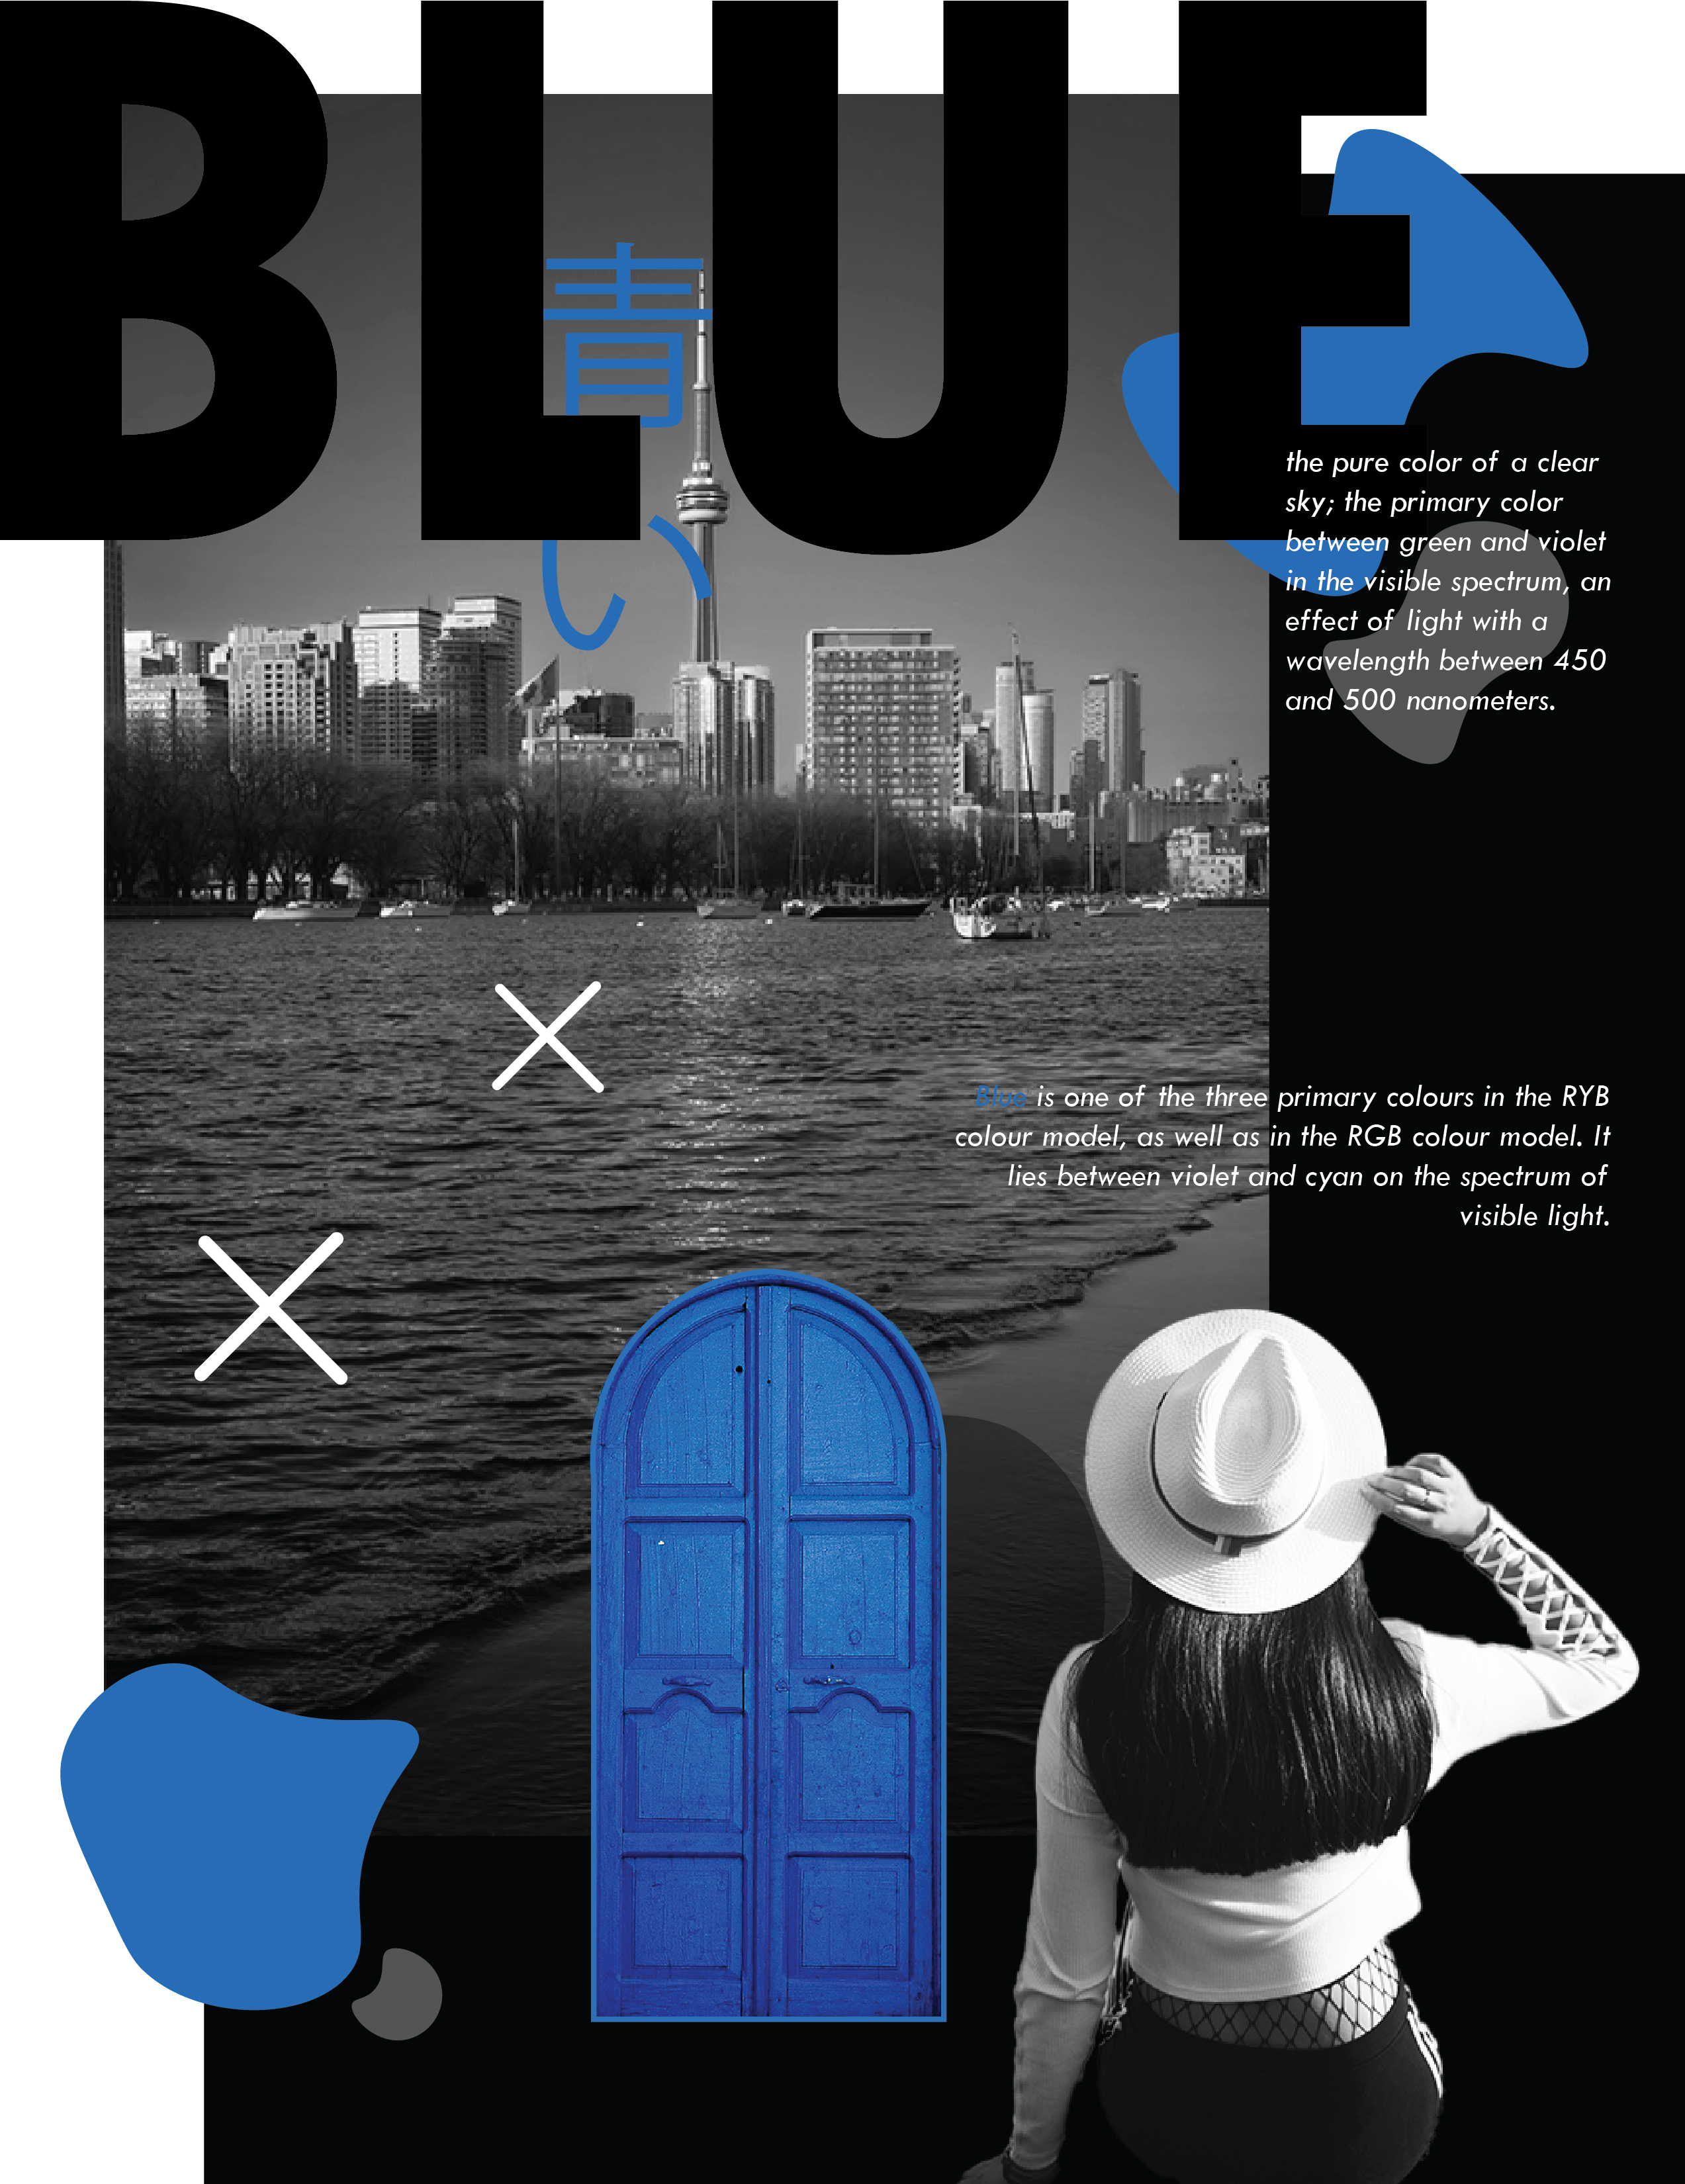 BLUE
青
い
the pure color of a clear
sky; the primary color
between green and violet
in the visible spectrum, an
effect of light with a
wavelength between 450
and 500 nanometers.
Blue is one of the three primary colours in the RYB
colour model, as well as in the RGB colour model. It
lies between violet and cyan on the spectrum of
visible light.